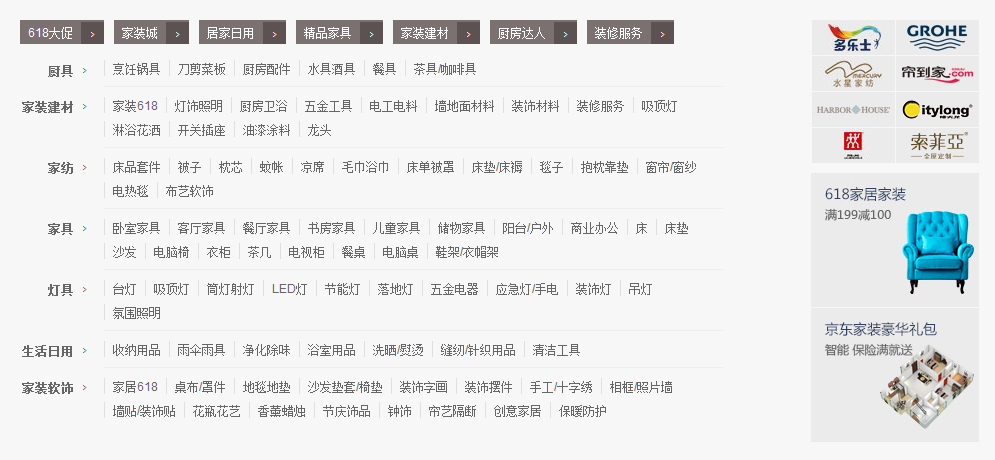 618大促 > 家装城 > 居家日用 > 精品家具 > 家装建材 > 厨房达人 > 装修服务 >
厨具 > 烹饪锅具 刀剪菜板 厨房配件 水具酒具 餐具 茶具/咖啡具
家装建材 > 家装618 灯饰照明 厨房卫浴 五金工具 电工电料 墙地面材料 装饰材料 装修服务 吸顶灯
淋浴花洒 开关插座 油漆涂料 龙头
家纺 > 床品套件 被子 枕芯 蚊帐 凉席 毛巾浴巾 床单被罩 床垫/床褥 毯子 抱枕靠垫 窗帘/窗纱
电热毯 布艺软饰
家具 > 卧室家具 客厅家具 餐厅家具 书房家具 儿童家具 储物家具 阳台/户外 商业办公 床 床垫
沙发 电脑椅 衣柜 茶几 电视柜 餐桌 电脑桌 鞋架/衣帽架
灯具 > 台灯 吸顶灯 筒灯射灯 LED灯 节能灯 落地灯 五金电器 应急灯/手电 装饰灯 吊灯
氛围照明
生活日用 > 收纳用品 雨伞雨具 净化除味 浴室用品 洗晒/熨烫 缝纫/针织用品 清洁工具
家装软饰 > 家居618 桌布/罩件 地毯地垫 沙发垫套/椅垫 装饰字画 装饰摆件 手工/十字绣 相框/照片墙
墙贴/装饰贴 花瓶花艺 香薰蜡烛 节庆饰品 钟饰 帘艺隔断 创意家居 保暖防护
多乐士 GROHE
MERCURY
水星家纺 帘到家.com
HARBOR HOUSE Citylong
索菲亞
全屋定制
618家居家装
满199减100
京东家装豪华礼包
智能 保险满就送